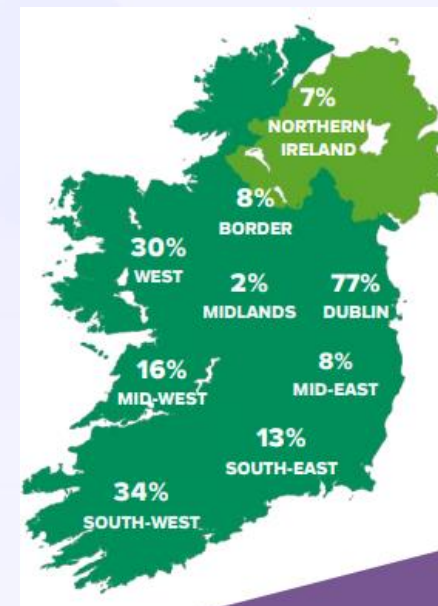 7%
NORTHERN
IRELAND
8%
BORDER
30%
WEST
2%
MIDLANDS
77%
DUBLIN
16%
MID-WEST
8%
MID-EAST
13%
SOUTH-EAST
34%
SOUTH-WEST